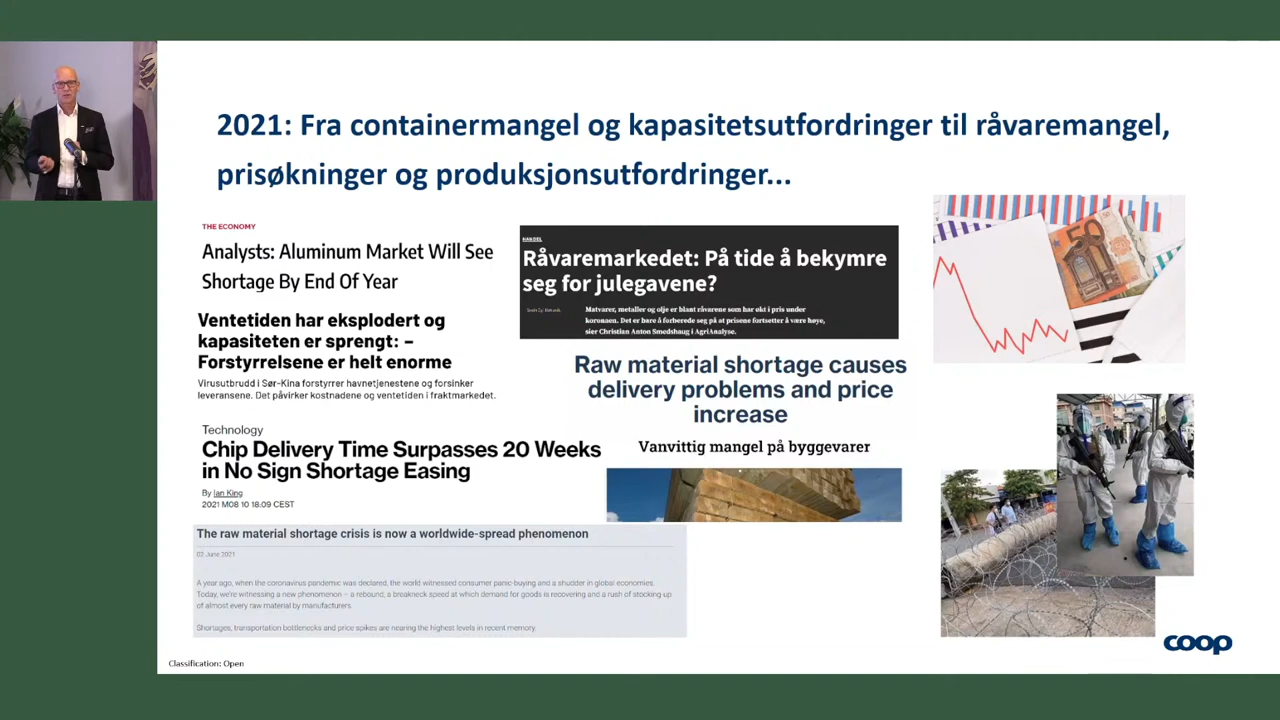 2021: Fra containermangel og kapasitetsutfordringer til råvaremangel,
prisøkninger og produksjonsutfordringer...
THE ECONOMY
Analysts: Aluminum Market Will See
Shortage By End Of Year
Ventetiden har eksplodert og
kapasiteten er sprengt: –
Forstyrrelsene er helt enorme
Virusutbrudd i Sør-Kina forstyrrer havnetjenestene og forsinker
leveransene. Det påvirker kostnadene og ventetiden i fraktmarkedet.
Technology
Chip Delivery Time Surpasses 20 Weeks
in No Sign Shortage Easing
By Ian King
2021 M08 10 18:09 CEST
HANDEL
Råvaremarkedet: På tide å bekymre
seg for julegavene?
Matvarer, metaller og olje er blant råvarene som har økt i pris under
koronaen. Det er bare å forberede seg på at prisene fortsetter å være høye,
sier Christian Anton Smedshaug i AgriAnalyse.
Raw material shortage causes
delivery problems and price
increase
Vanvittig mangel på byggevarer
The raw material shortage crisis is now a worldwide-spread phenomenon
02 June 2021
A year ago, when the coronavirus pandemic was declared, the world witnessed consumer panic-buying and a shudder in global economies.
Today, we're witnessing a new phenomenon – a rebound, a breakneck speed at which demand for goods is recovering and a rush of stocking-up
of almost every raw material by manufacturers.
Shortages, transportation bottlenecks and price spikes are nearing the highest levels in recent memory.
50
coop
Classification: Open